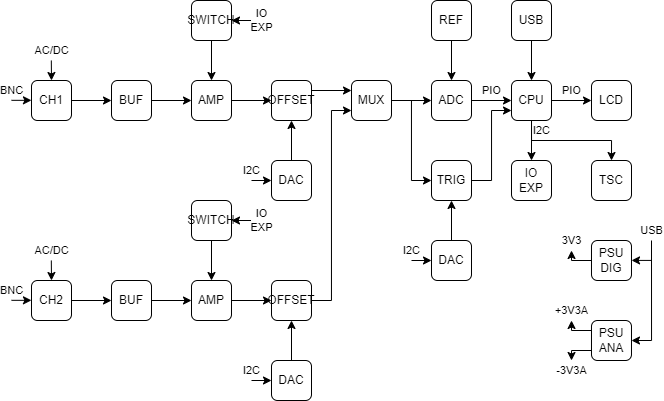 SWITCH
IO
EXP
REF
USB
AC/DC
BNC
CH1
BUF
AMP
OFFSET
MUX
ADC
PIO
CPU
PIO
LCD
I2C
I2C
DAC
TRIG
IO
EXP
TSC
SWITCH
IO
EXP
AC/DC
I2C
DAC
3V3
PSU
DIG
USB
BNC
CH2
BUF
AMP
OFFSET
+3V3A
PSU
ANA
-3V3A
I2C
DAC